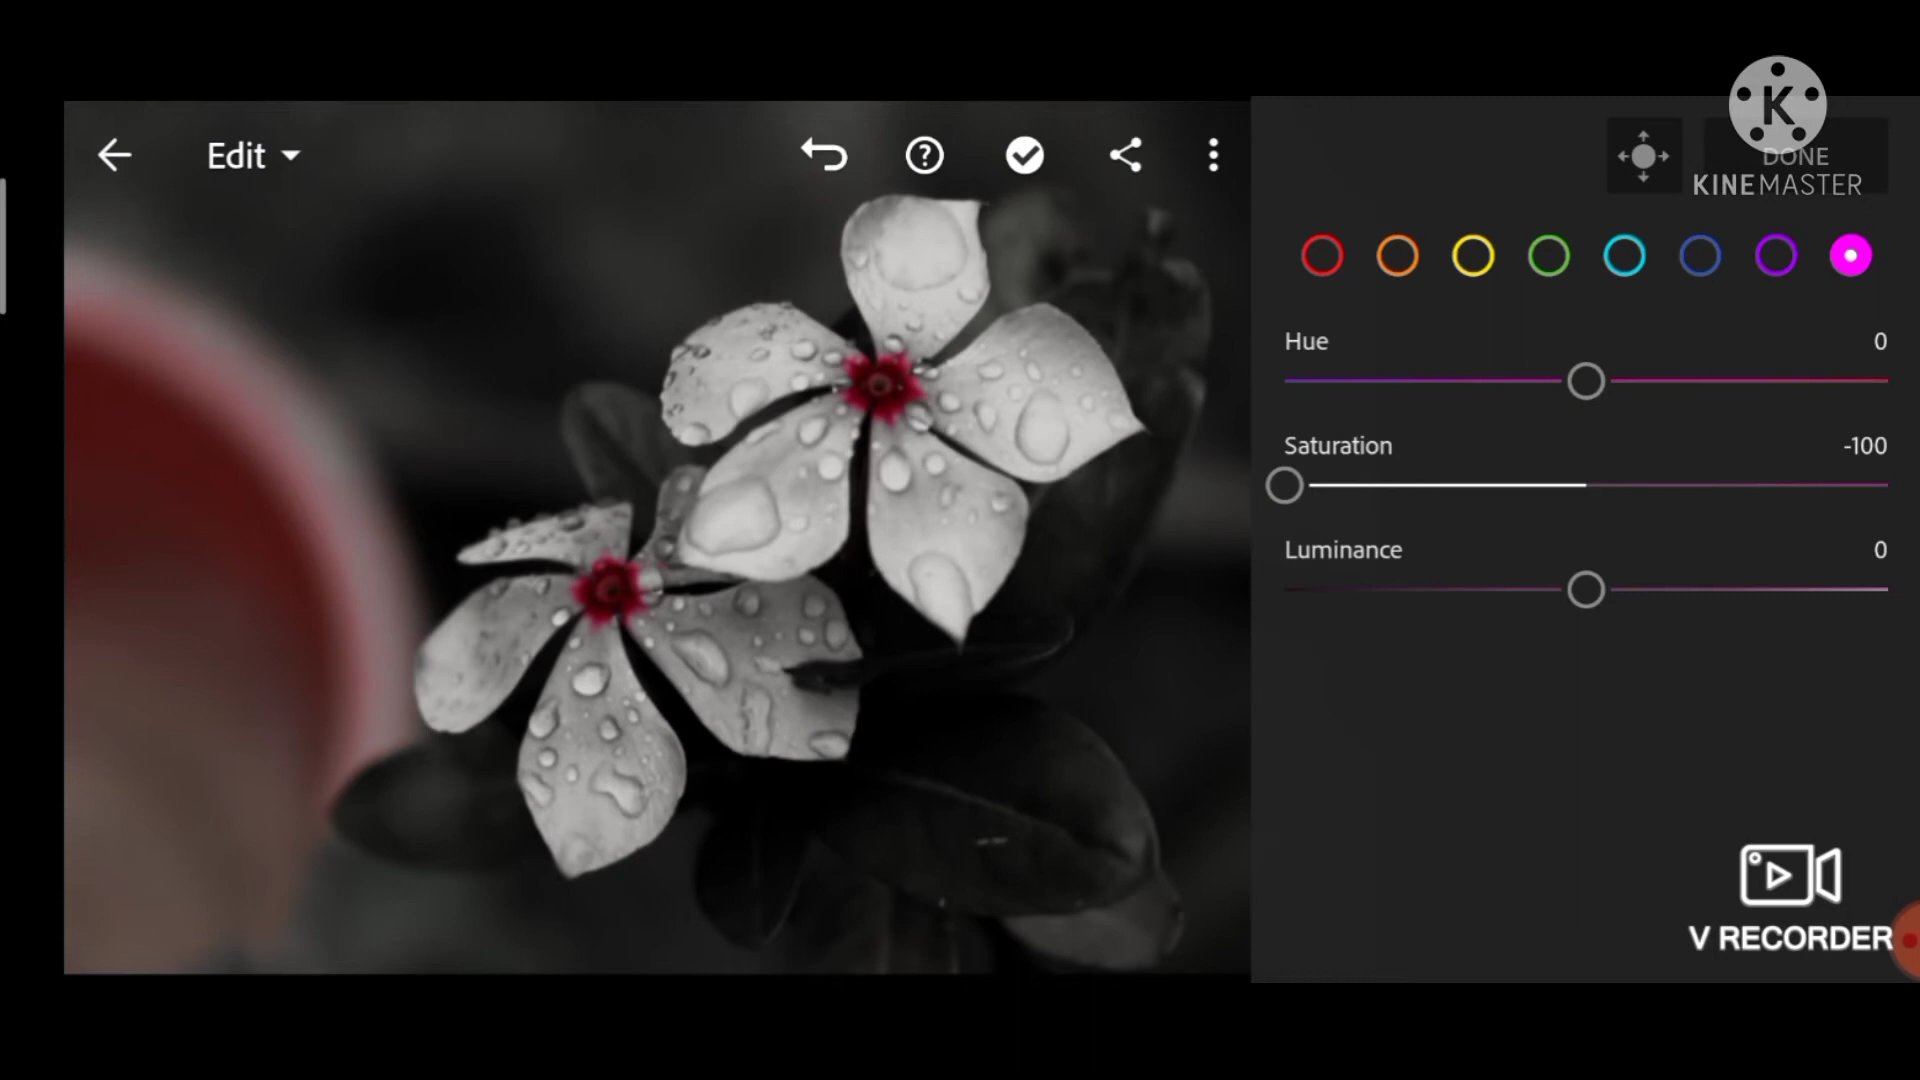 Edit
DONE
KINEMASTER
Hue 0
Saturation -100
Luminance 0
V RECORDER